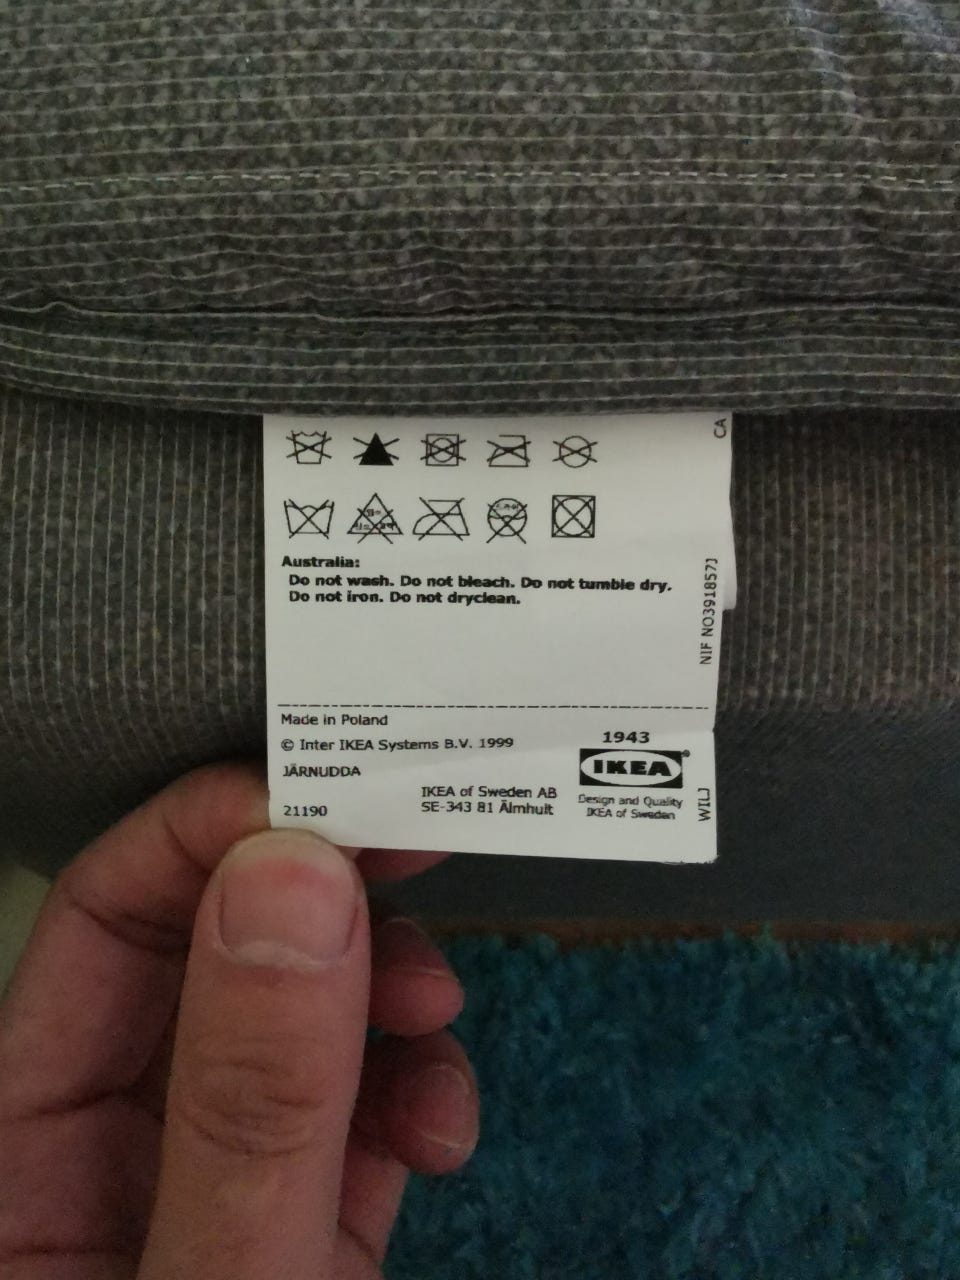 CA
Australia:
Do not wash. Do not bleach. Do not tumble dry.
Do not iron. Do not dryclean.
NIF NO3918573
Made in Poland
© Inter IKEA Systems B.V. 1999
JÄRNUDDA
21190
IKEA of Sweden AB
SE-343 81 Älmhult
1943
IKEA®
Design and Quality
IKEA of Sweden
WILJ